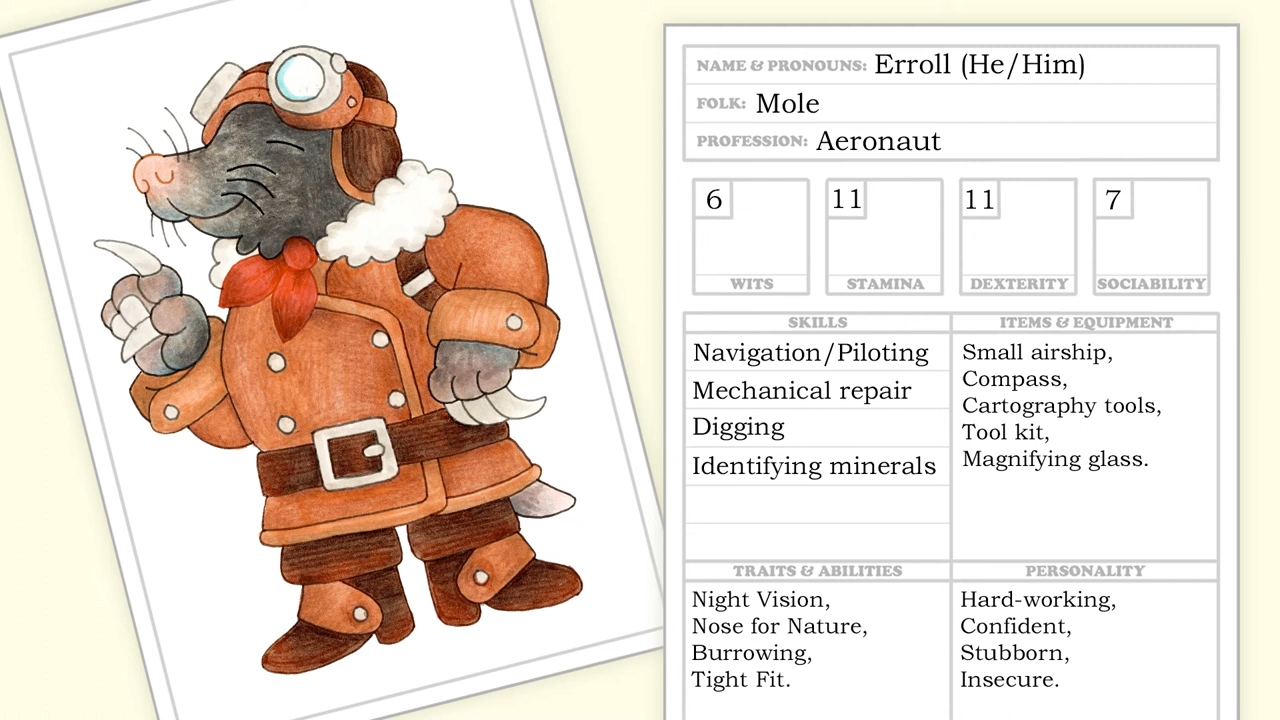 NAME & PRONOUNS: Erroll (He/Him)
FOLK: Mole
PROFESSION: Aeronaut
6
11
11
7
WITS
STAMINA
DEXTERITY
SOCIABILITY
SKILLS
Navigation/Piloting
Mechanical repair
Digging
Identifying minerals
ITEMS & EQUIPMENT
Small airship,
Compass,
Cartography tools,
Tool kit,
Magnifying glass.
TRAITS & ABILITIES
Night Vision,
Nose for Nature,
Burrowing,
Tight Fit.
PERSONALITY
Hard-working,
Confident,
Stubborn,
Insecure.